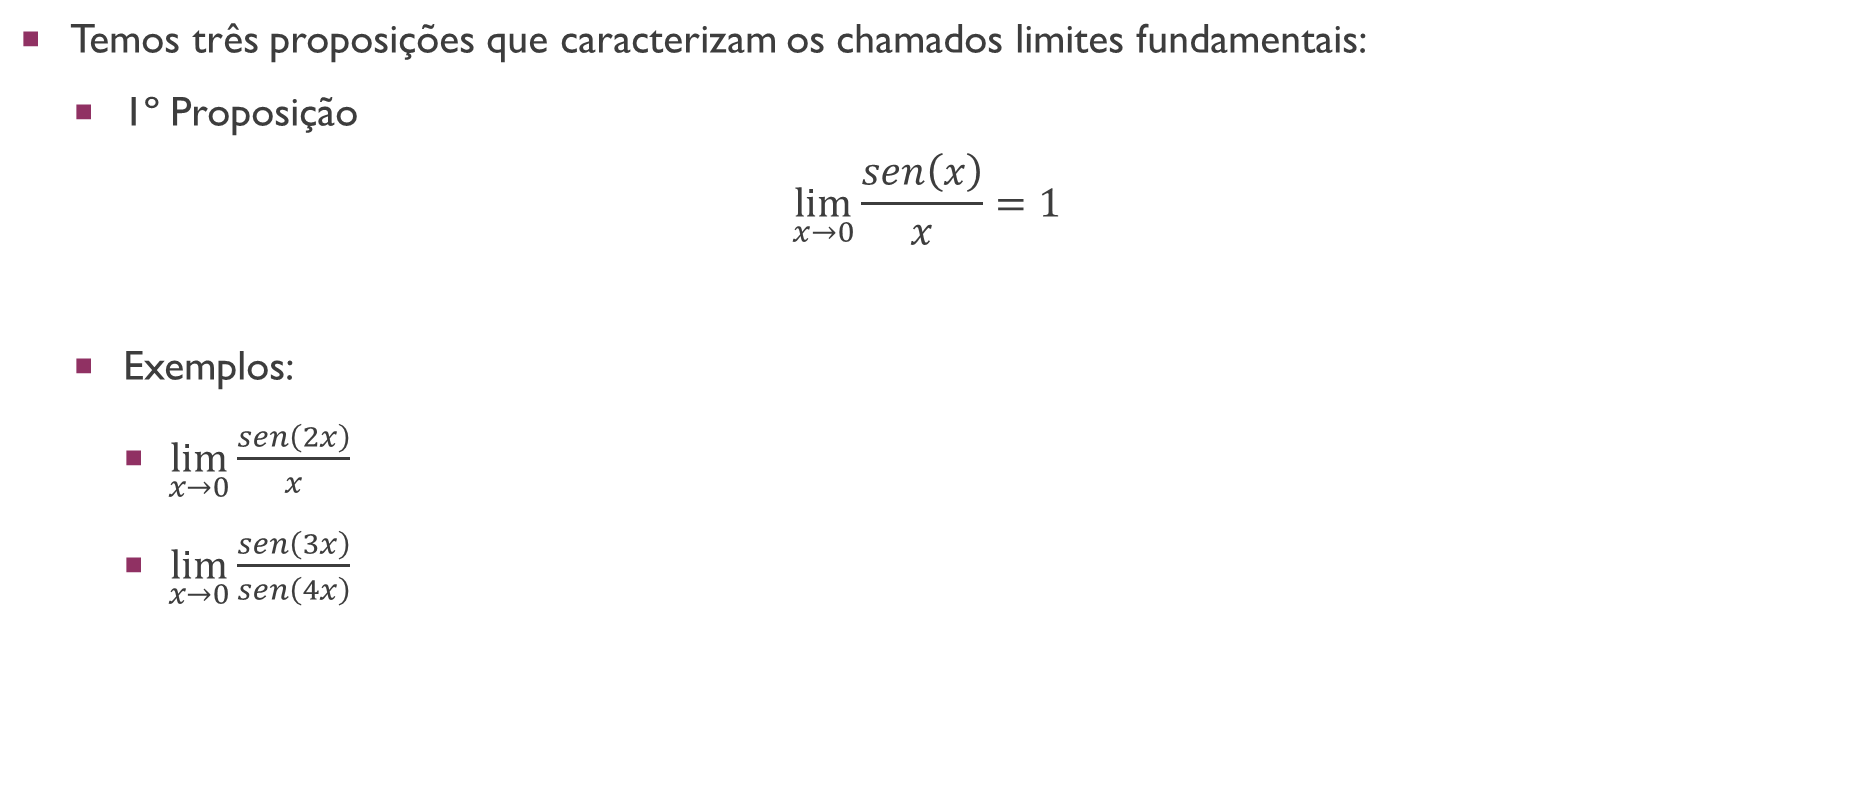 ▪ Temos três proposições que caracterizam os chamados limites fundamentais:
▪ 1º Proposição
lim_{x→0} sen(x)/x = 1
▪ Exemplos:
▪ lim_{x→0} sen(2x)/x
▪ lim_{x→0} sen(3x)/sen(4x)